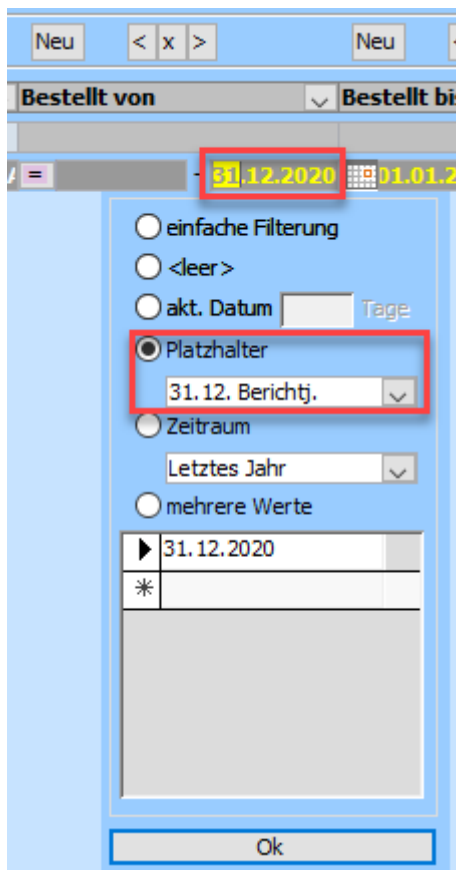 Neu < x > Neu <
Bestellt von Bestellt bi
= - 31.12.2020 01.01.2
einfache Filterung
<leer>
akt. Datum Tage
Platzhalter
31.12. Berichtj.
Zeitraum
Letztes Jahr
mehrere Werte
31.12.2020
Ok